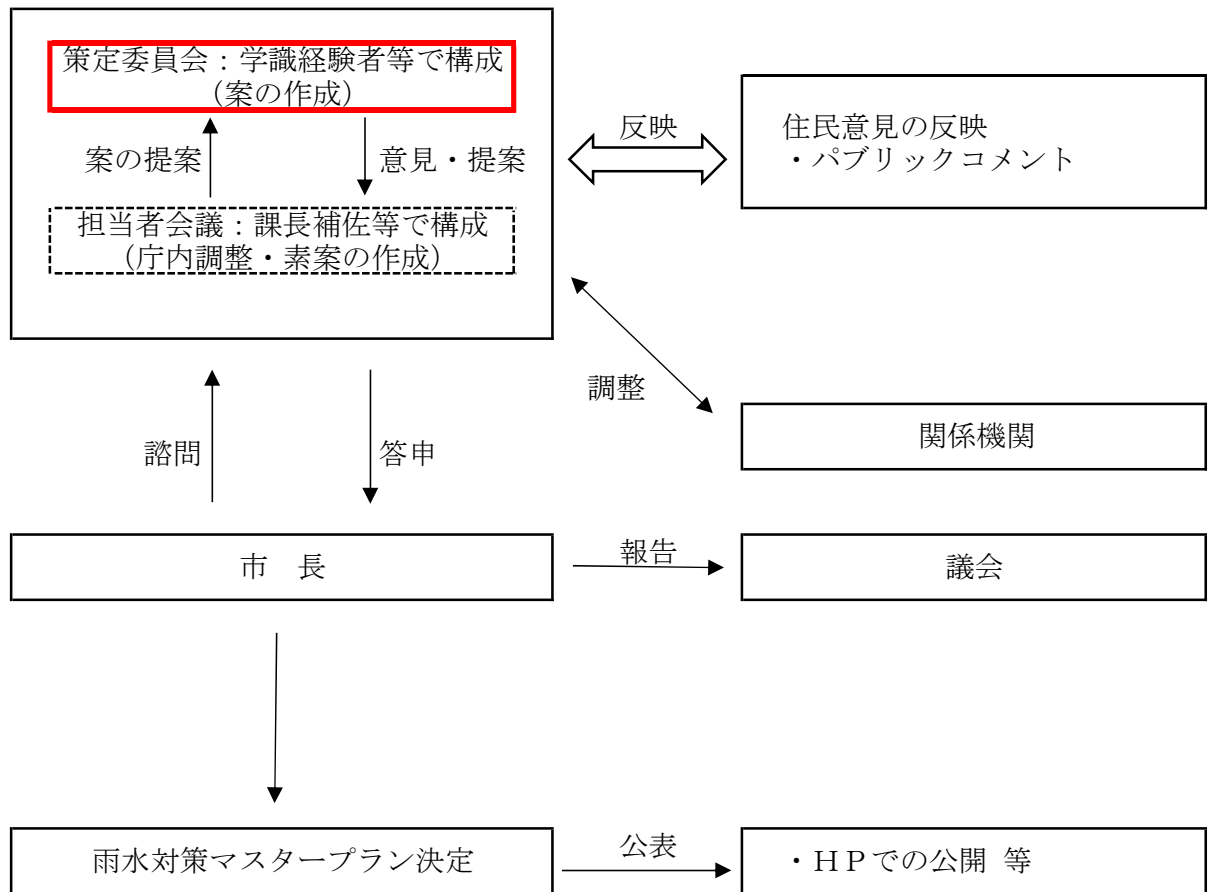 策定委員会：学識経験者等で構成
（案の作成）
案の提案
意見・提案
担当者会議：課長補佐等で構成
（庁内調整・素案の作成）
反映
住民意見の反映
・パブリックコメント
調整
関係機関
諮問
答申
市　長
報告
議会
雨水対策マスタープラン決定
公表
・ＨＰでの公開 等